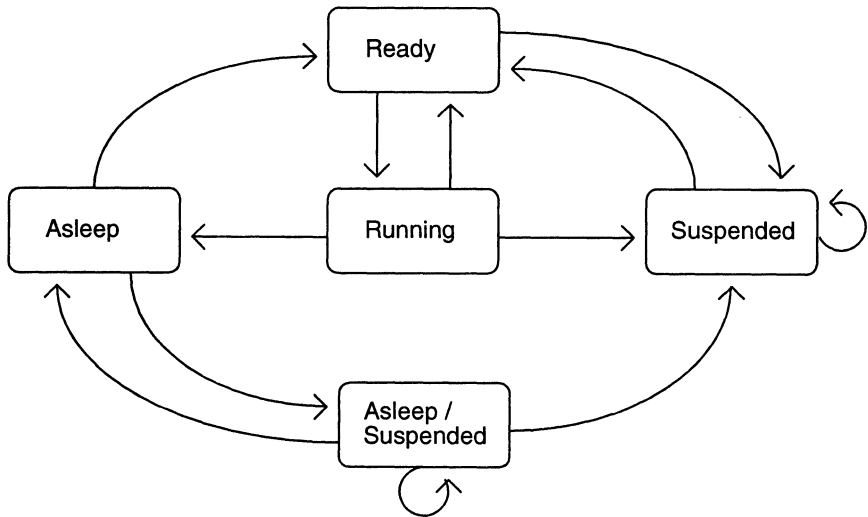 Ready
Asleep
Running
Suspended
Asleep /
Suspended